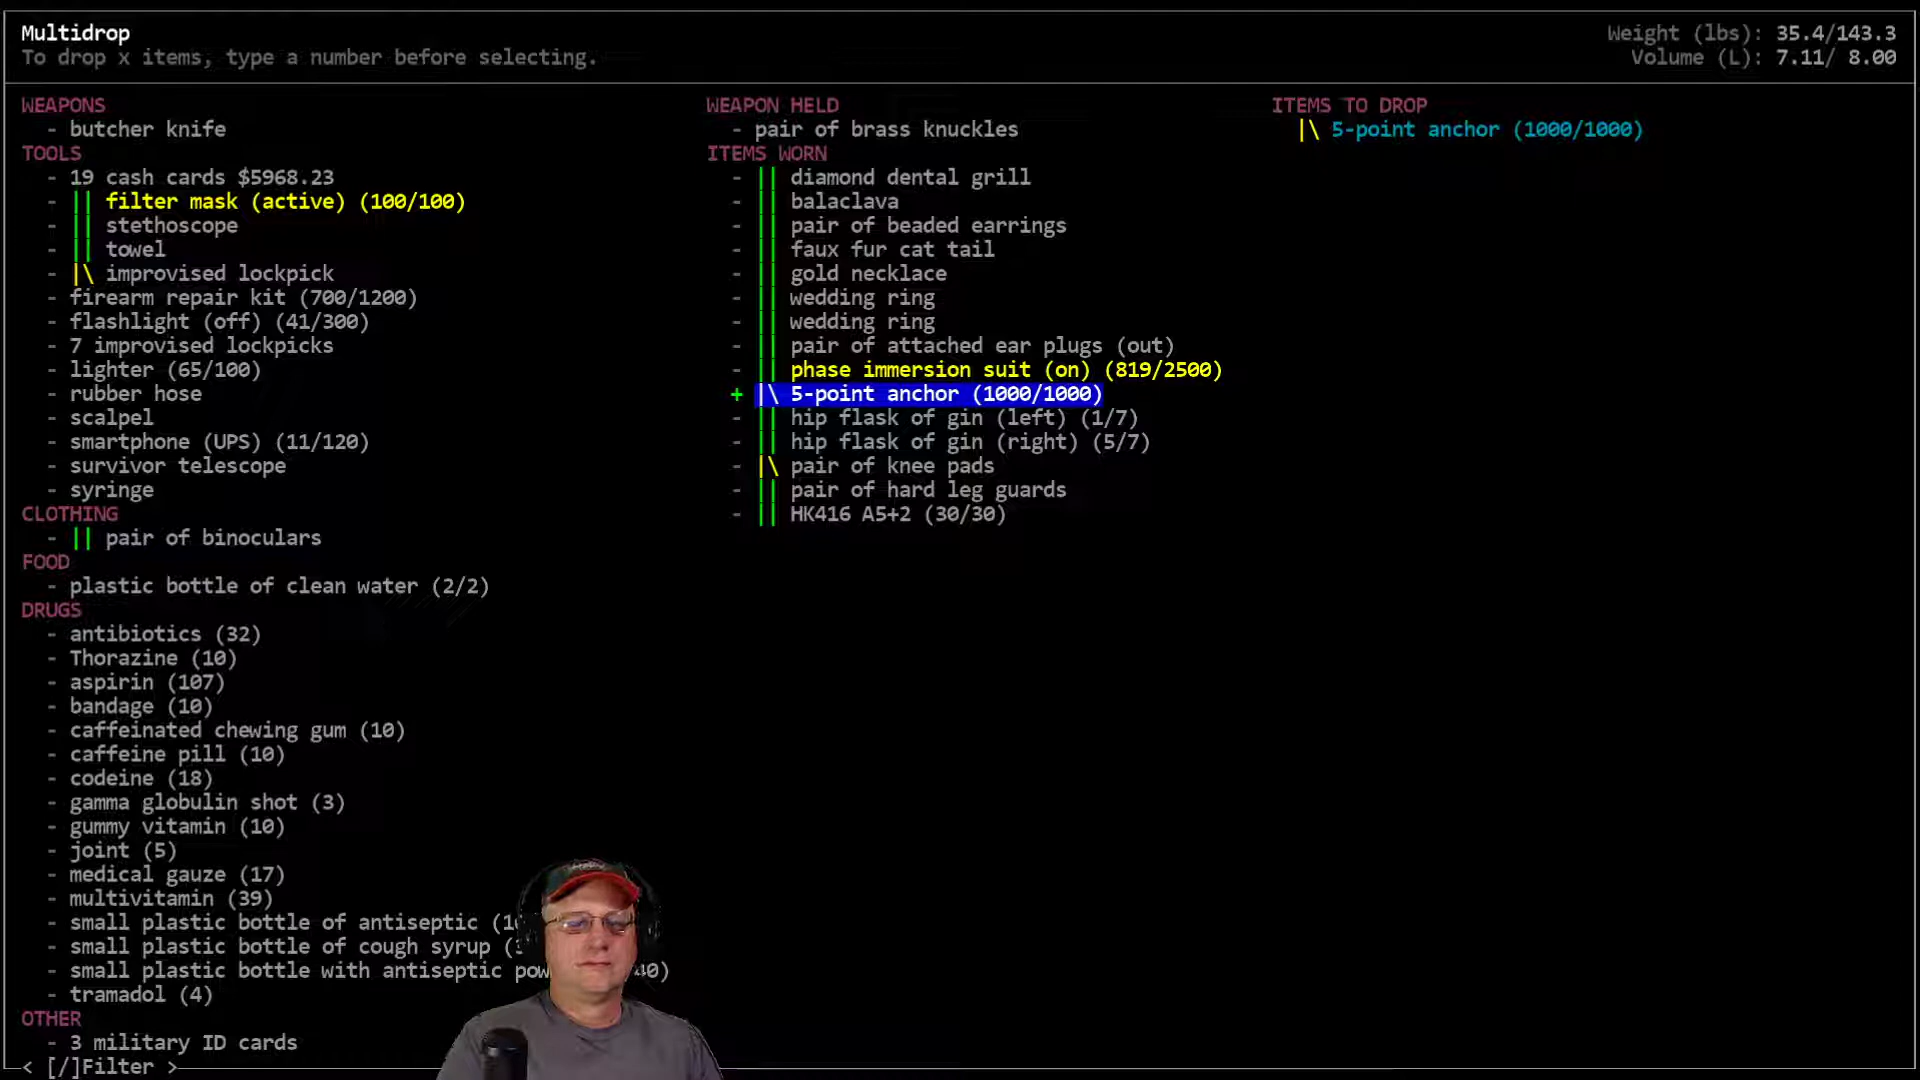 Multidrop
To drop x items, type a number before selecting.
Weight (lbs): 35.4/143.3
Volume (L): 7.11/ 8.00
WEAPONS
- butcher knife
TOOLS
- 19 cash cards $5968.23
- || filter mask (active) (100/100)
- || stethoscope
- || towel
- |\ improvised lockpick
- firearm repair kit (700/1200)
- flashlight (off) (41/300)
- 7 improvised lockpicks
- lighter (65/100)
- rubber hose
- scalpel
- smartphone (UPS) (11/120)
- survivor telescope
- syringe
CLOTHING
- || pair of binoculars
FOOD
- plastic bottle of clean water (2/2)
DRUGS
- antibiotics (32)
- Thorazine (10)
- aspirin (107)
- bandage (10)
- caffeinated chewing gum (10)
- caffeine pill (10)
- codeine (18)
- gamma globulin shot (3)
- gummy vitamin (10)
- joint (5)
- medical gauze (17)
- multivitamin (39)
- small plastic bottle of antiseptic
- small plastic bottle of cough syrup
- small plastic bottle with antiseptic
- tramadol (4)
OTHER
- 3 military ID cards
< [/]Filter >
WEAPON HELD
- pair of brass knuckles
ITEMS WORN
- || diamond dental grill
- || balaclava
- || pair of beaded earrings
- || faux fur cat tail
- || gold necklace
- || wedding ring
- || wedding ring
- || pair of attached ear plugs (out)
- || phase immersion suit (on) (819/2500)
+ |\ 5-point anchor (1000/1000)
- || hip flask of gin (left) (1/7)
- || hip flask of gin (right) (5/7)
- |\ pair of knee pads
- || pair of hard leg guards
- || HK416 A5+2 (30/30)
ITEMS TO DROP
|\ 5-point anchor (1000/1000)